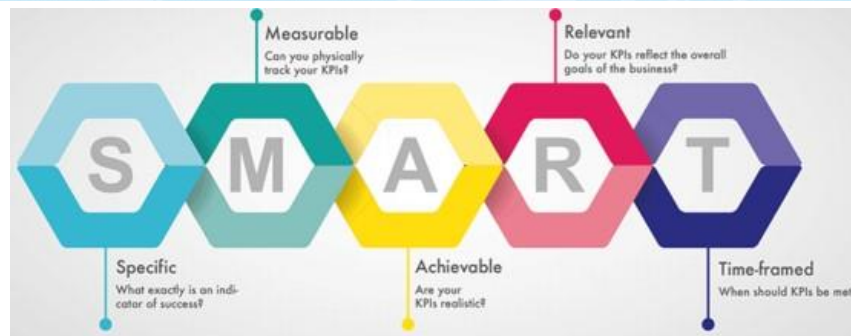 Measurable
Can you physically
track your KPIs?
Relevant
Do your KPIs reflect the overall
goals of the business?
S M A R T
Specific
What exactly is an indi-
cator of success?
Achievable
Are your
KPIs realistic?
Time-framed
When should KPIs be met